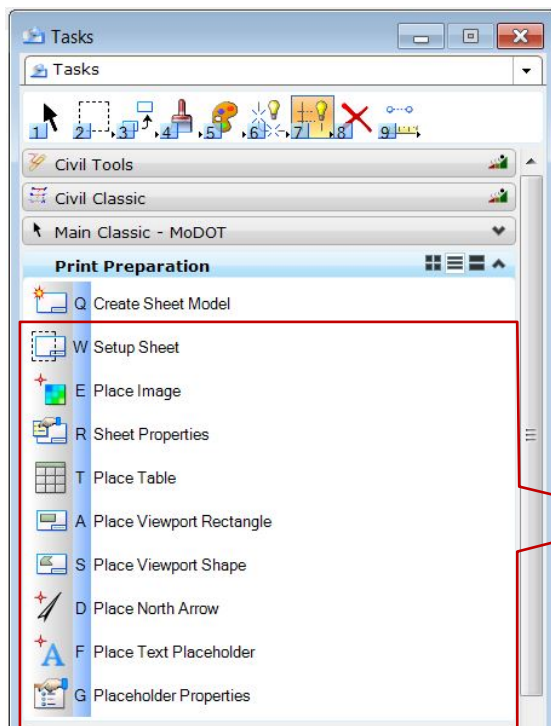 Tasks
Tasks
1 2 3 4 5 6 7 8 9
Civil Tools
Civil Classic
Main Classic - MoDOT
Print Preparation
Q Create Sheet Model
W Setup Sheet
E Place Image
R Sheet Properties
T Place Table
A Place Viewport Rectangle
S Place Viewport Shape
D Place North Arrow
F Place Text Placeholder
G Placeholder Properties